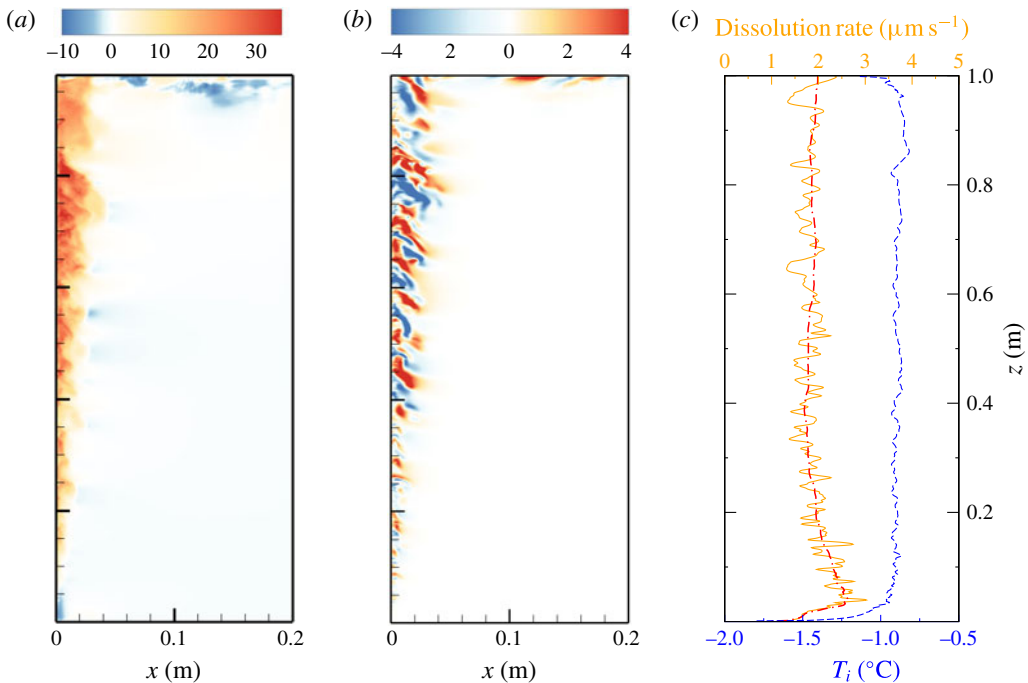 (a)
–10 0 10 20 30
(b)
–4 –2 0 2 4
(c)
Dissolution rate (μm s⁻¹)
0 1 2 3 4 5
1.0
0.8
0.6
z (m)
0.4
0.2
0 0.1 0.2
x (m)
0 0.1 0.2
x (m)
–2.0 –1.5 –1.0 –0.5
T_i (°C)